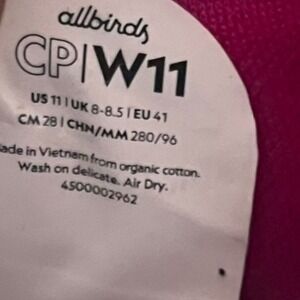 allbirds
CP|W11
US 11 | UK 8-8.5 | EU 41
CM 28 | CHN/MM 280/96
ade in Vietnam from organic cotton.
Wash on delicate. Air Dry.
4500002962